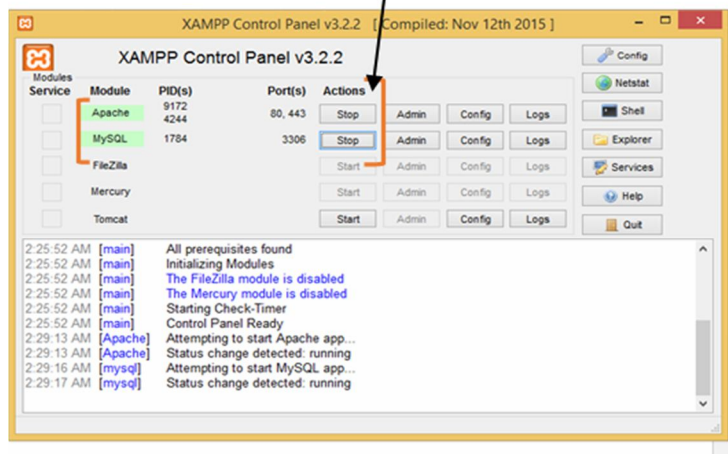 XAMPP Control Panel v3.2.2 [ Compiled: Nov 12th 2015 ]
XAMPP Control Panel v3.2.2
Config
Modules
Service Module PID(s) Port(s) Actions
Netstat
Apache 9172 4244 80, 443 Stop Admin Config Logs
Shell
MySQL 1784 3306 Stop Admin Config Logs
Explorer
FileZilla Start Admin Config Logs
Services
Mercury Start Admin Config Logs
Help
Tomcat Start Admin Config Logs
Quit
2:25:52 AM [main] All prerequisites found
2:25:52 AM [main] Initializing Modules
2:25:52 AM [main] The FileZilla module is disabled
2:25:52 AM [main] The Mercury module is disabled
2:25:52 AM [main] Starting Check-Timer
2:25:52 AM [main] Control Panel Ready
2:29:13 AM [Apache] Attempting to start Apache app...
2:29:13 AM [Apache] Status change detected: running
2:29:16 AM [mysql] Attempting to start MySQL app...
2:29:17 AM [mysql] Status change detected: running